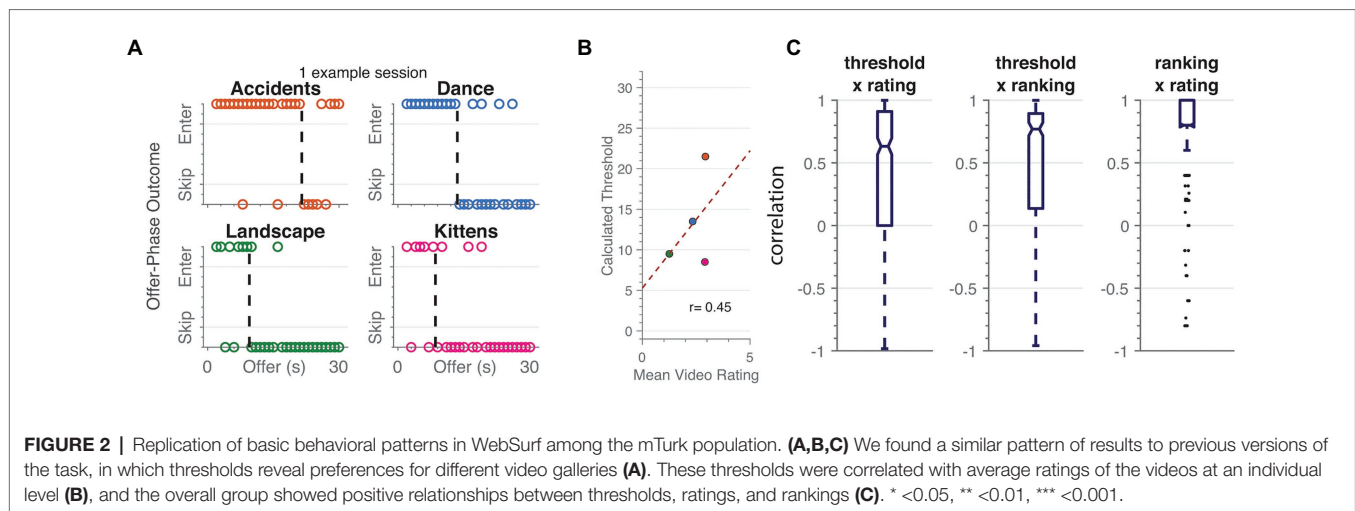 A
1 example session
Accidents
Dance
Enter
Skip
Landscape
Kittens
Offer-Phase Outcome
Enter
Skip
0 Offer (s) 30
0 Offer (s) 30
B
30
25
20
15
10
5
0
Calculated Threshold
r= 0.45
0 5
Mean Video Rating
C
threshold
x rating
threshold
x ranking
ranking
x rating
correlation
1
0.5
0
-0.5
-1
1
0.5
0
-0.5
-1
1
0.5
0
-0.5
-1
FIGURE 2 | Replication of basic behavioral patterns in WebSurf among the mTurk population. (A,B,C) We found a similar pattern of results to previous versions of
the task, in which thresholds reveal preferences for different video galleries (A). These thresholds were correlated with average ratings of the videos at an individual
level (B), and the overall group showed positive relationships between thresholds, ratings, and rankings (C). * <0.05, ** <0.01, *** <0.001.